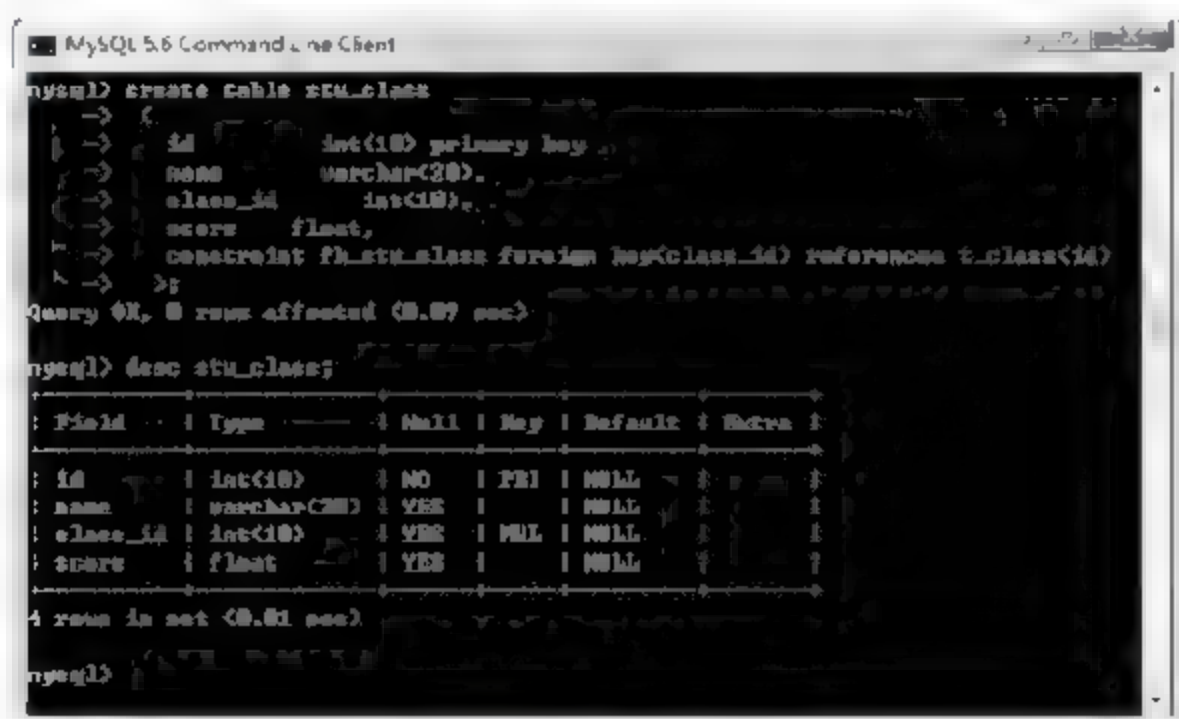 MySQL 5.6 Command Line Client
mysql> create table stu_class
-> (
-> id int(10) primary key,
-> name varchar(20),
-> class_id int(10),
-> score float,
-> constraint fk_stu_class foreign key(class_id) references t_class(id)
-> );
Query OK, 0 rows affected (0.09 sec)
mysql> desc stu_class;
| Field | Type | Null | Key | Default | Extra |
| id | int(10) | NO | PRI | NULL | |
| name | varchar(20) | YES | | NULL | |
| class_id | int(10) | YES | MUL | NULL | |
| score | float | YES | | NULL | |
4 rows in set (0.01 sec)
mysql>